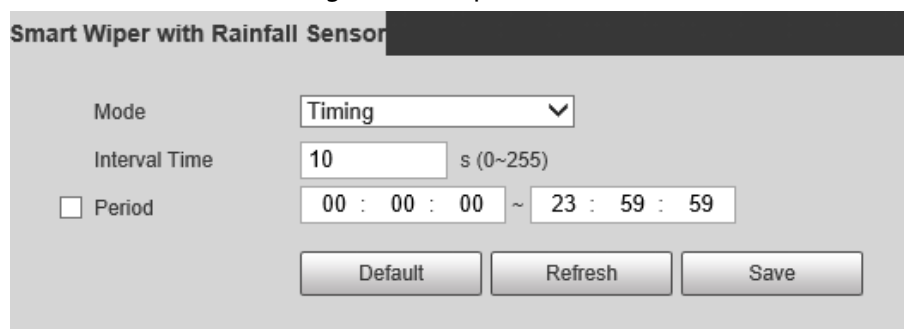 Smart Wiper with Rainfall Sensor
Mode Timing
Interval Time 10 s (0~255)
Period 00 : 00 : 00 ~ 23 : 59 : 59
Default Refresh Save